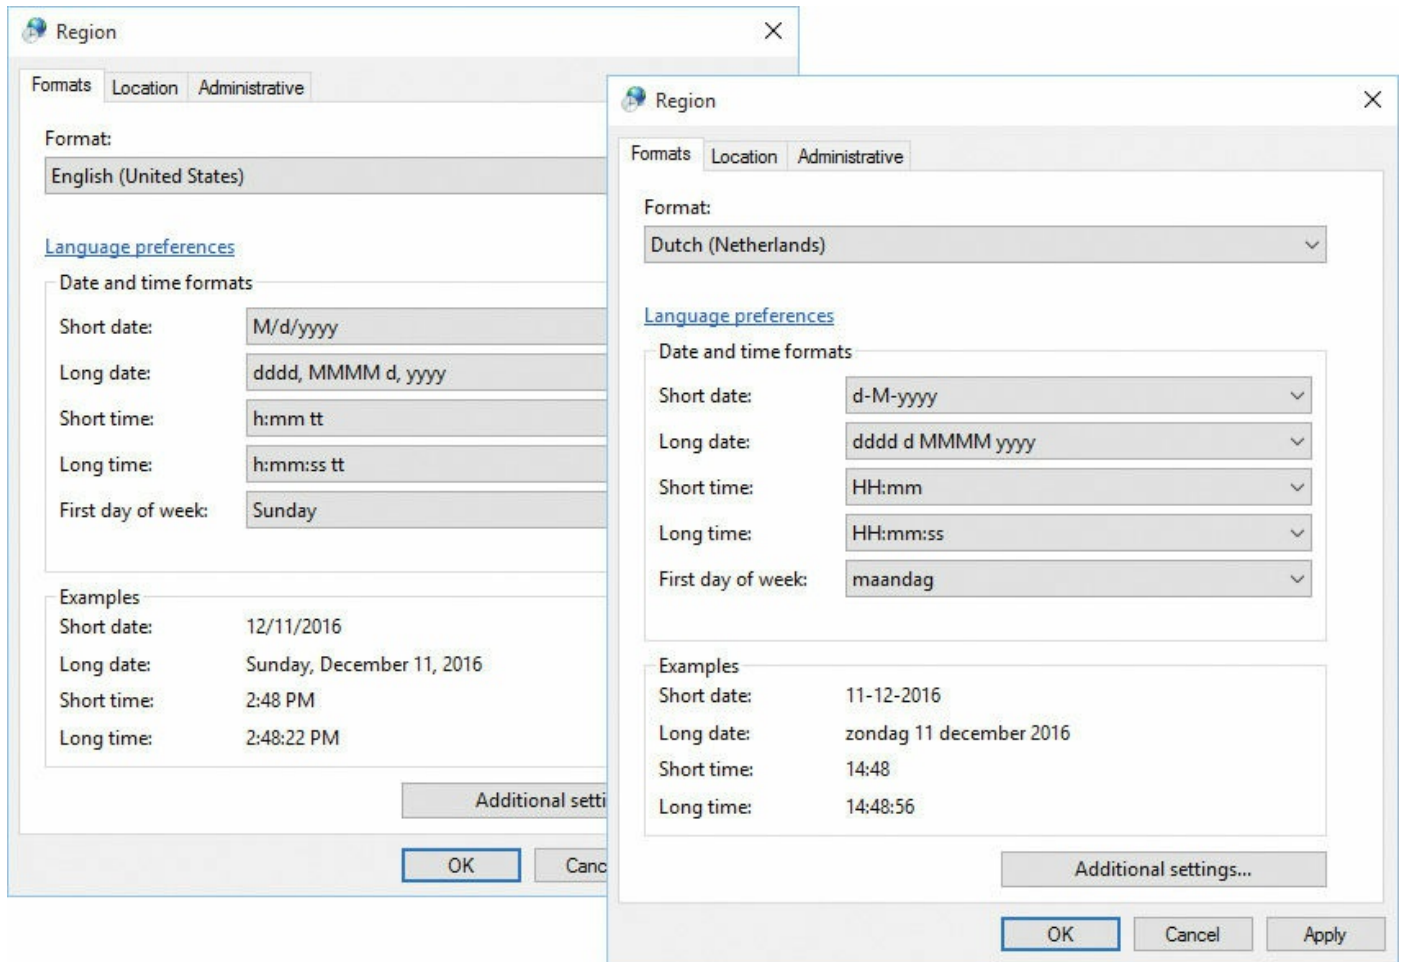 Region
Formats Location Administrative
Format:
English (United States)
Language preferences
Date and time formats
Short date: M/d/yyyy
Long date: dddd, MMMM d, yyyy
Short time: h:mm tt
Long time: h:mm:ss tt
First day of week: Sunday
Examples
Short date: 12/11/2016
Long date: Sunday, December 11, 2016
Short time: 2:48 PM
Long time: 2:48:22 PM
Additional setti
OK Canc
Region
Formats Location Administrative
Format:
Dutch (Netherlands)
Language preferences
Date and time formats
Short date: d-M-yyyy
Long date: dddd d MMMM yyyy
Short time: HH:mm
Long time: HH:mm:ss
First day of week: maandag
Examples
Short date: 11-12-2016
Long date: zondag 11 december 2016
Short time: 14:48
Long time: 14:48:56
Additional settings...
OK Cancel Apply